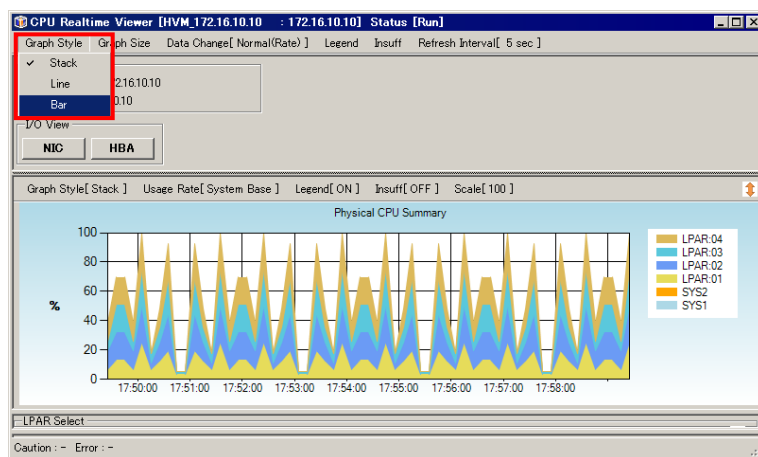 CPU Realtime Viewer [HVM_172.16.10.10 : 172.16.10.10] Status [Run]
Graph Style Graph Size Data Change[ Normal(Rate) ] Legend Insuff Refresh Interval[ 5 sec ]
Stack
Line
2.16.10.10
Bar
0.10
I/O View
NIC HBA
Graph Style[ Stack ] Usage Rate[ System Base ] Legend[ ON ] Insuff[ OFF ] Scale[ 100 ]
Physical CPU Summary
100
80
60
%
40
20
0
17:50:00 17:51:00 17:52:00 17:53:00 17:54:00 17:55:00 17:56:00 17:57:00 17:58:00
LPAR:04
LPAR:03
LPAR:02
LPAR:01
SYS2
SYS1
LPAR Select
Caution : - Error : -